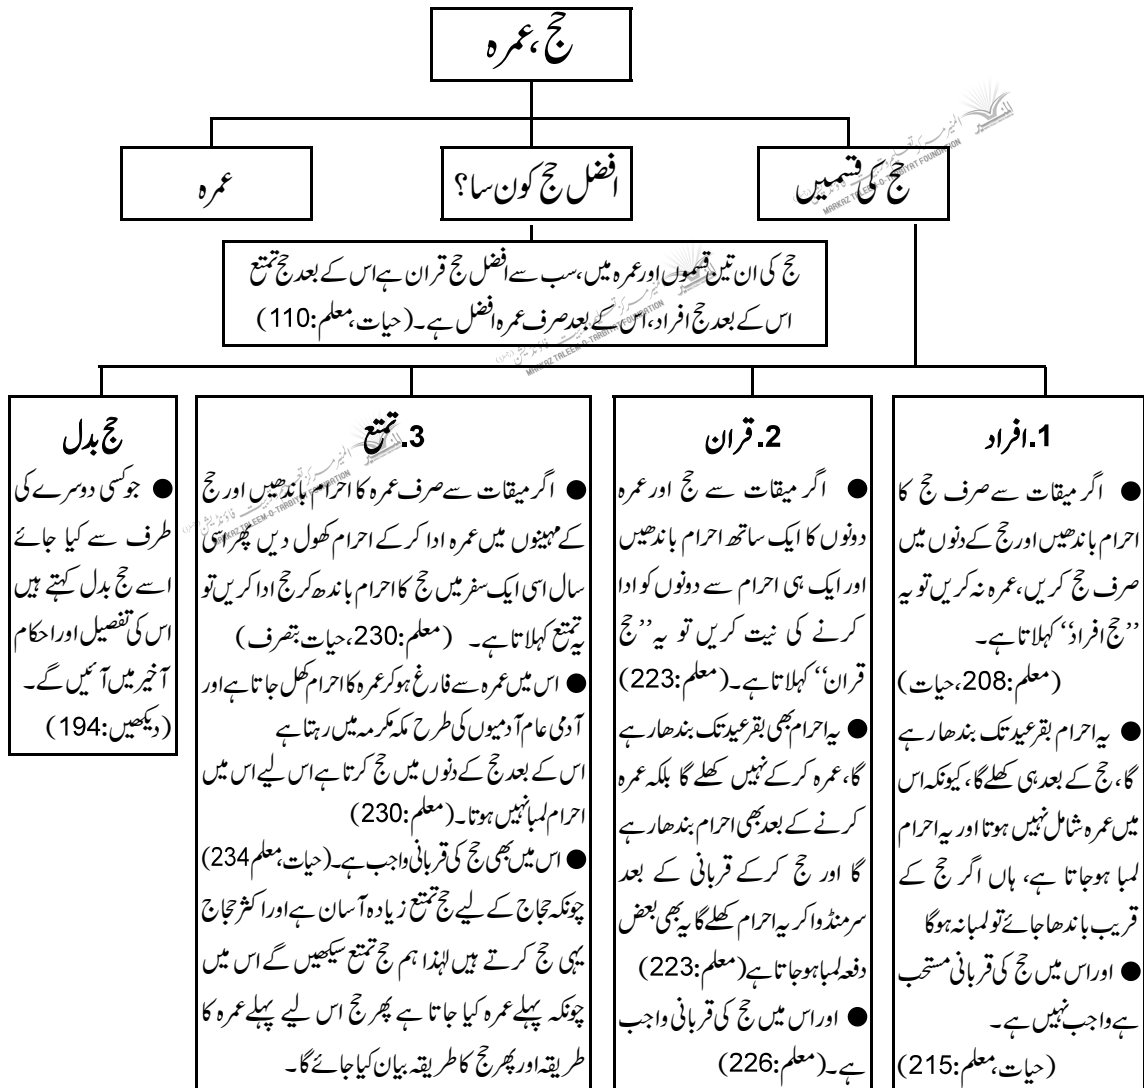 حج ،عمرہ
حج کی قسمیں
افضل حج کون سا؟
عمرہ
حج کی ان تین قسموں اور عمرہ میں، سب سے افضل حج قران ہے اس کے بعد حج تمتع
اس کے بعد حج افراد، اس کے بعد صرف عمرہ افضل ہے۔(حیات،معلم:110)
1. افراد
● اگر میقات سے صرف حج کا
احرام باندھیں اور حج کے دنوں میں
صرف حج کریں، عمرہ نہ کریں تو یہ
’’حج افراد‘‘ کہلاتا ہے۔
(معلم:208،حیات)
● یہ احرام بقرعید تک بندھا رہے
گا، حج کے بعد ہی کھلے گا، کیونکہ اس
میں عمرہ شامل نہیں ہوتا اور یہ احرام
لمبا ہوجاتا ہے، ہاں اگر حج کے
قریب باندھا جائے تو لمبا نہ ہوگا
● اور اس میں حج کی قربانی مستحب
ہے واجب نہیں ہے۔
(حیات،معلم:215)
2. قران
● اگر میقات سے حج اور عمرہ
دونوں کا ایک ساتھ احرام باندھیں
اور ایک ہی احرام سے دونوں کو ادا
کرنے کی نیت کریں تو یہ ’’حج
قران‘‘ کہلاتا ہے۔(معلم:223)
● یہ احرام بھی بقرعید تک بندھا رہے
گا، عمرہ کرکے نہیں کھلے گا بلکہ عمرہ
کرنے کے بعد بھی احرام بندھا رہے
گا اور حج کرکے قربانی کے بعد
سر منڈوا کر یہ احرام کھلے گا یہ بھی بعض
دفعہ لمبا ہوجاتا ہے(معلم:223)
● اور اس میں حج کی قربانی واجب
ہے۔(معلم:226)
3. تمتع
● اگر میقات سے صرف عمرہ کا احرام باندھیں اور حج
کے مہینوں میں عمرہ ادا کرکے احرام کھول دیں پھر اسی
سال اسی ایک سفر میں حج کا احرام باندھ کر حج ادا کریں تو
یہ تمتع کہلاتا ہے۔ (معلم:230،حیات بتصرف)
● اس میں عمرہ سے فارغ ہوکر عمرہ کا احرام کھل جاتا ہے اور
آدمی عام آدمیوں کی طرح مکہ مکرمہ میں رہتا ہے
اس کے بعد حج کے دنوں میں حج کرتا ہے اس لیے اس میں
احرام لمبا نہیں ہوتا۔(معلم:230)
● اس میں بھی حج کی قربانی واجب ہے۔(حیات،معلم234)
چونکہ حجاج کے لیے حج تمتع زیادہ آسان ہے اور اکثر حجاج
یہی حج کرتے ہیں لہٰذا ہم حج تمتع سیکھیں گے اس میں
چونکہ پہلے عمرہ کیا جاتا ہے پھر حج اس لیے پہلے عمرہ کا
طریقہ اور پھر حج کا طریقہ بیان کیا جائے گا۔
حج بدل
● جو کسی دوسرے کی
طرف سے کیا جائے
اسے حج بدل کہتے ہیں
اس کی تفصیل اور احکام
آخیر میں آئیں گے۔
(دیکھیں:194)
MARKAZ TALEEM-O-TARBIYAT FOUNDATION
MARKAZ TALEEM-O-TARBIYAT FOUNDATION
MARKAZ TALEEM-O-TARBIYAT FOUNDATION